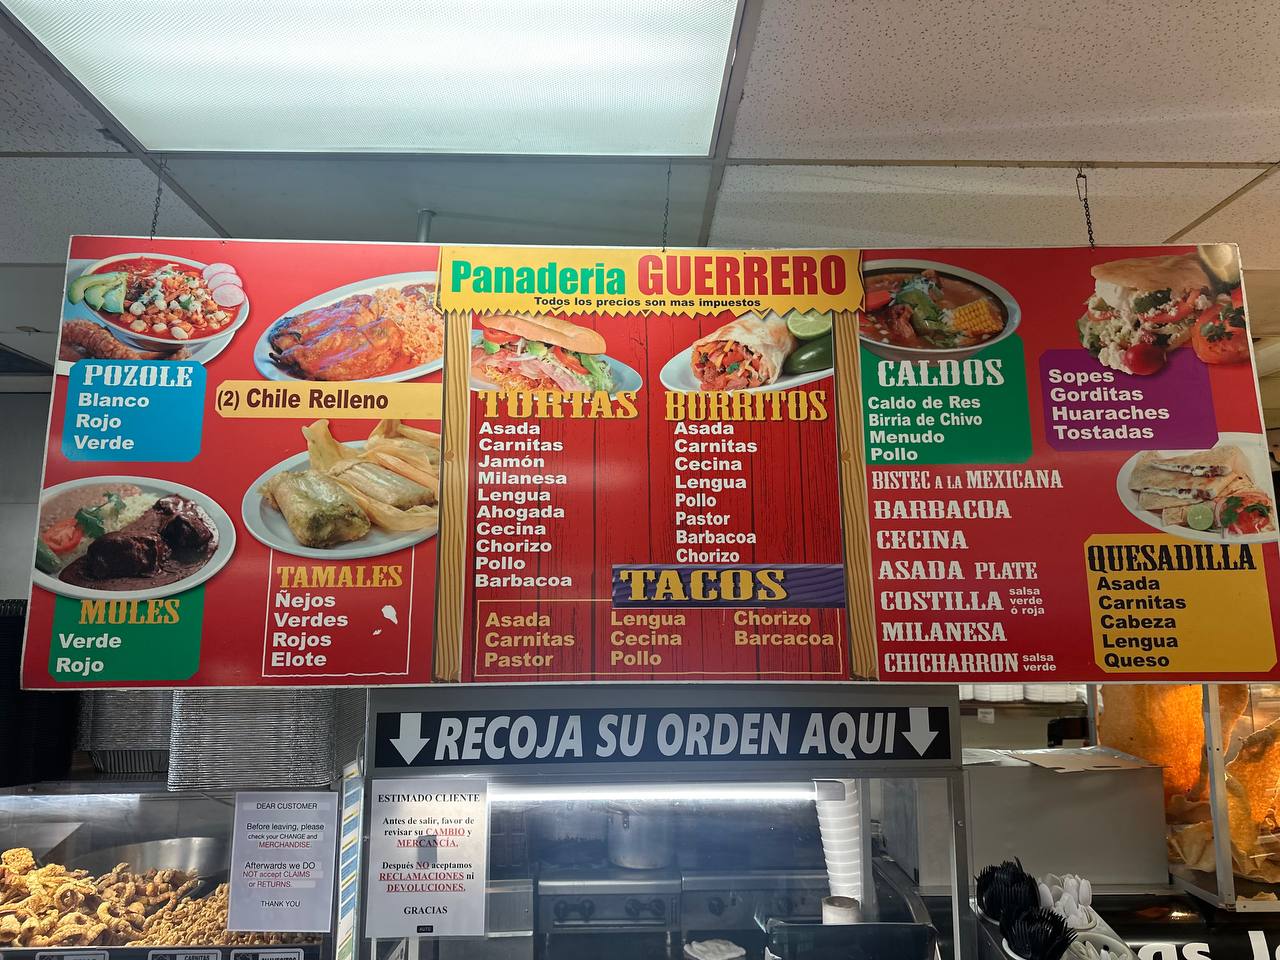 Panaderia GUERRERO
Todos los precios son mas impuestos
POZOLE
Blanco
Rojo
Verde
(2) Chile Relleno
MOLES
Verde
Rojo
TAMALES
Ñejos
Verdes
Rojos
Elote
TORTAS
Asada
Carnitas
Jamón
Milanesa
Lengua
Ahogada
Cecina
Chorizo
Pollo
Barbacoa
BURRITOS
Asada
Carnitas
Cecina
Lengua
Pollo
Pastor
Barbacoa
Chorizo
TACOS
Asada
Carnitas
Pastor
Lengua
Cecina
Pollo
Chorizo
Barcacoa
CALDOS
Caldo de Res
Birria de Chivo
Menudo
Pollo
Sopes
Gorditas
Huaraches
Tostadas
BISTEC A LA MEXICANA
BARBACOA
CECINA
ASADA PLATE
COSTILLA salsa verde ó roja
MILANESA
CHICHARRON salsa verde
QUESADILLA
Asada
Carnitas
Cabeza
Lengua
Queso
RECOJA SU ORDEN AQUI
DEAR CUSTOMER
Before leaving, please
check your CHANGE and
MERCHANDISE.
Afterwards we DO
NOT accept CLAIMS
or RETURNS.
THANK YOU
ESTIMADO CLIENTE
Antes de salir, favor de
revisar su CAMBIO y
MERCANCÍA.
Después NO aceptamos
RECLAMACIONES ni
DEVOLUCIONES.
GRACIAS
CARNITAS